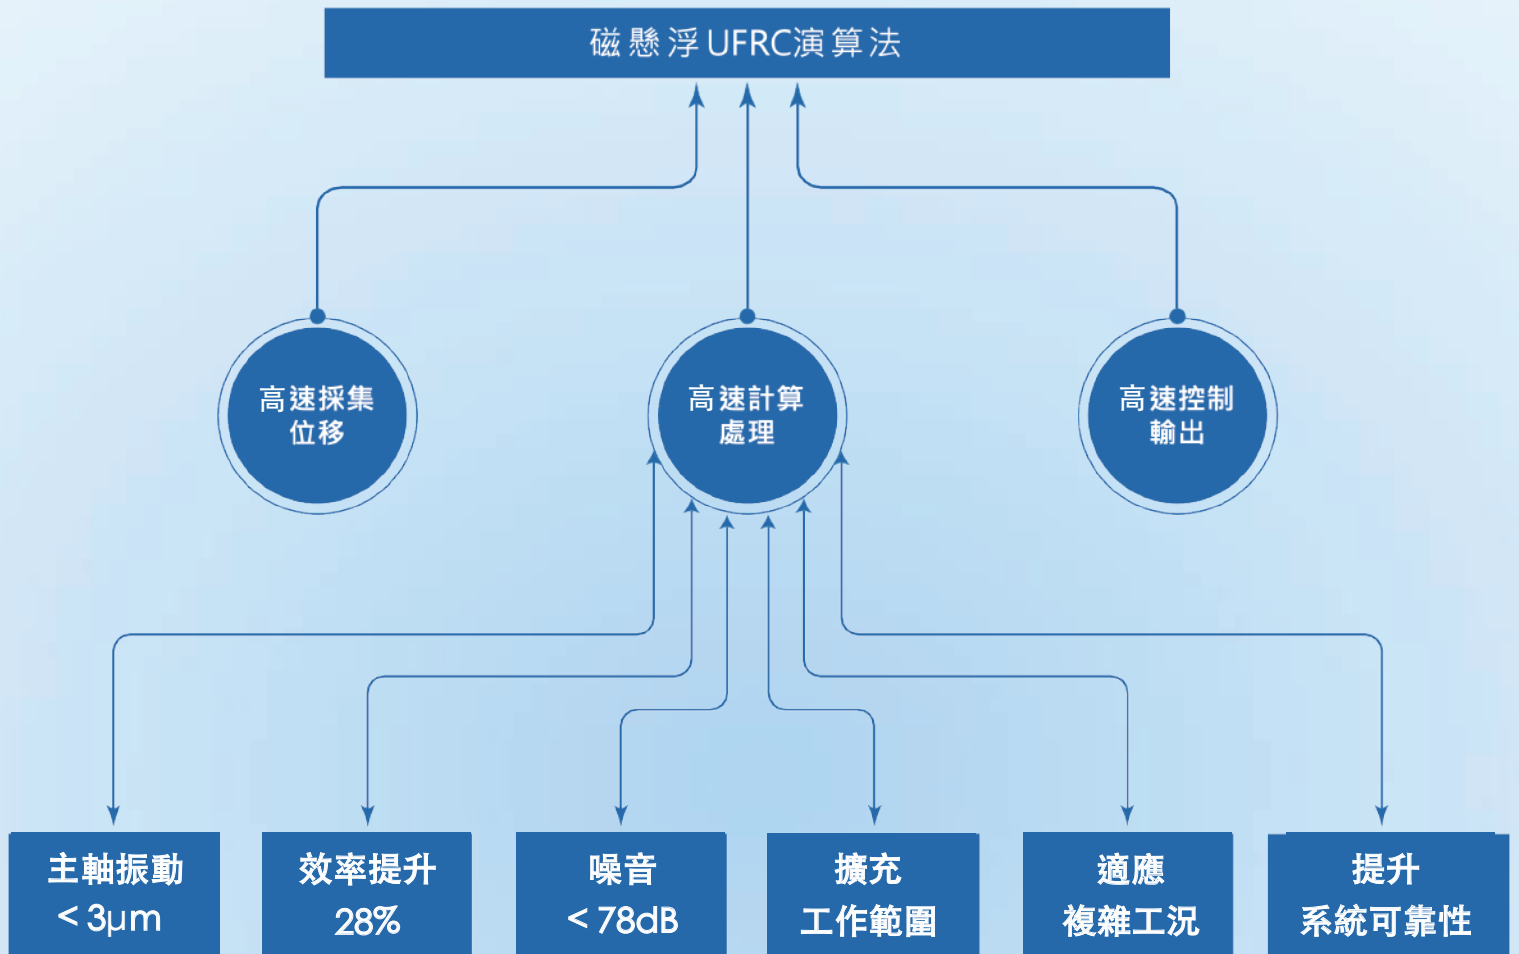 磁懸浮UFRC演算法
高速採集
位移
高速計算
處理
高速控制
輸出
主軸振動
< 3μm
效率提升
28%
噪音
< 78dB
擴充
工作範圍
適應
複雜工況
提升
系統可靠性